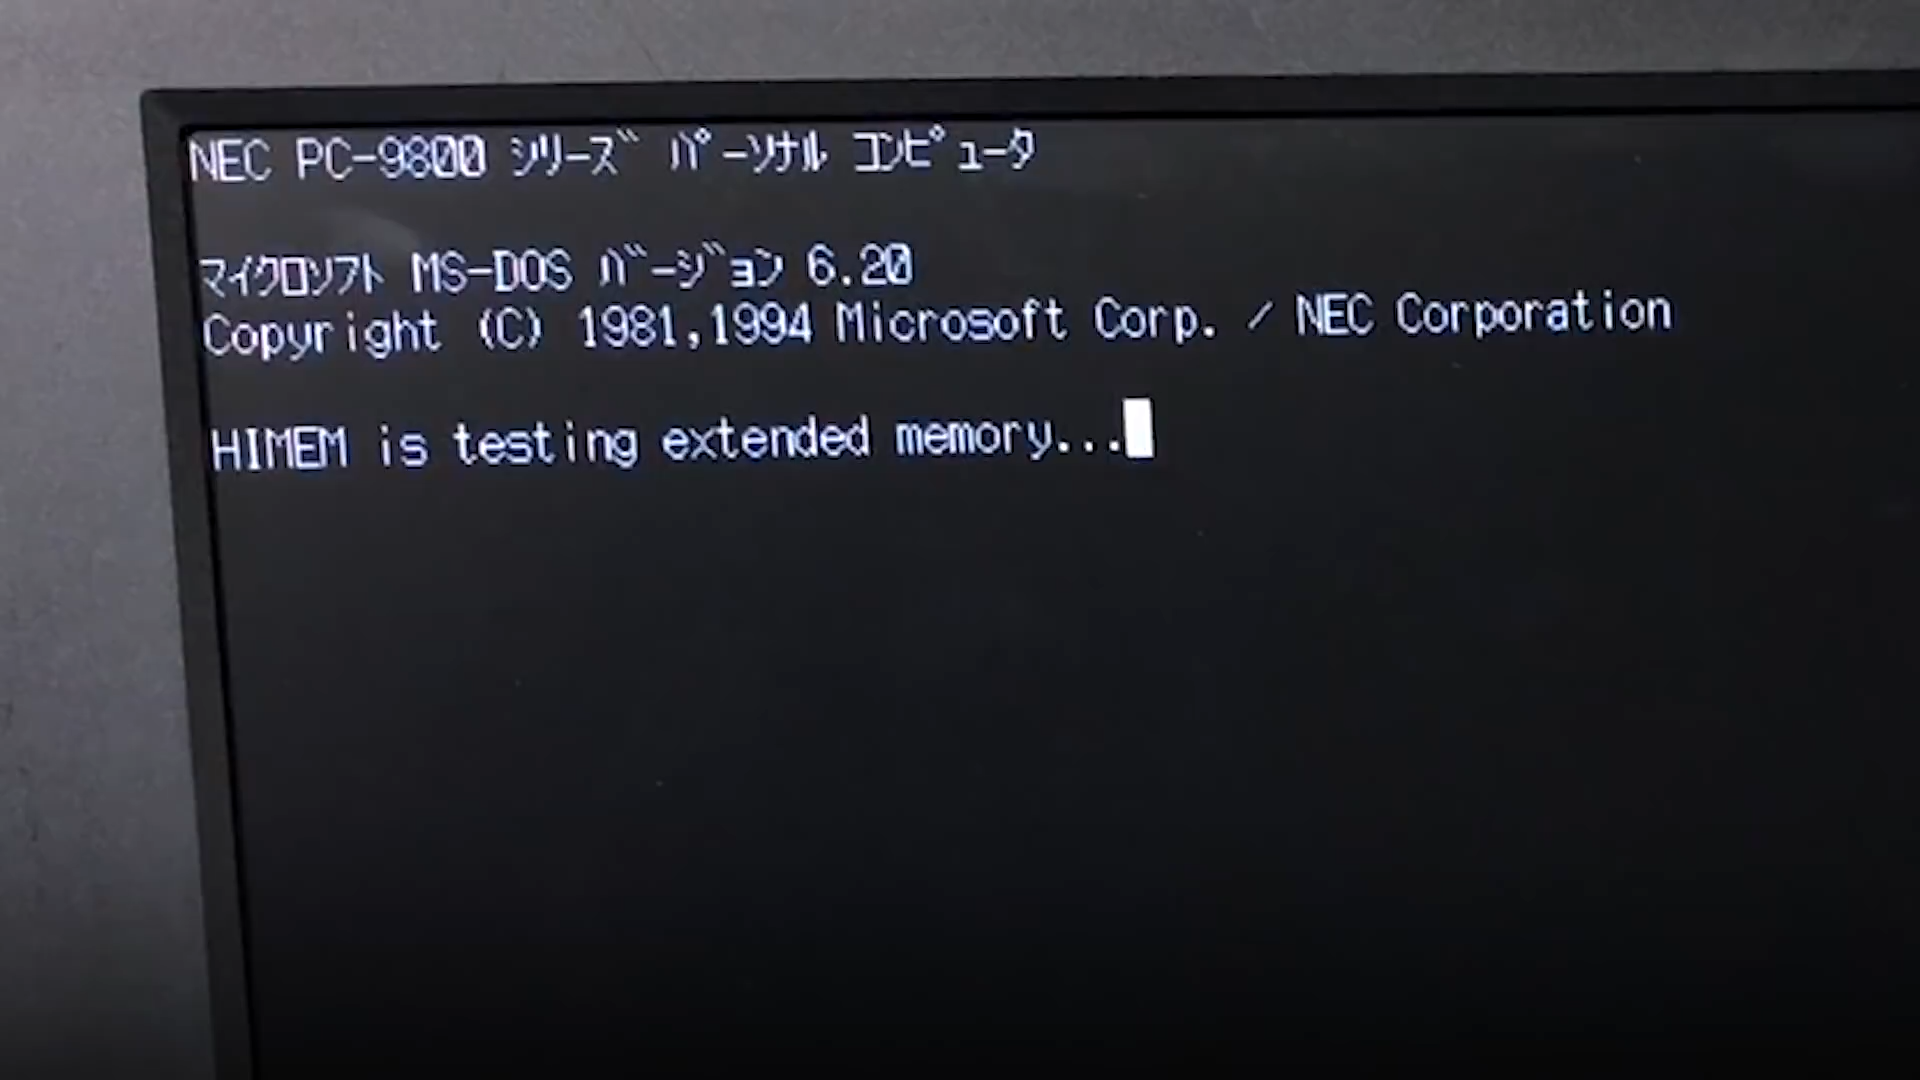 NEC PC-9800 ｼﾘｰｽﾞ ﾊﾟｰｿﾅﾙ ｺﾝﾋﾟｭｰﾀ
ﾏｲｸﾛｿﾌﾄ MS-DOS ﾊﾞｰｼﾞｮﾝ 6.20
Copyright (C) 1981,1994 Microsoft Corp. / NEC Corporation
HIMEM is testing extended memory...